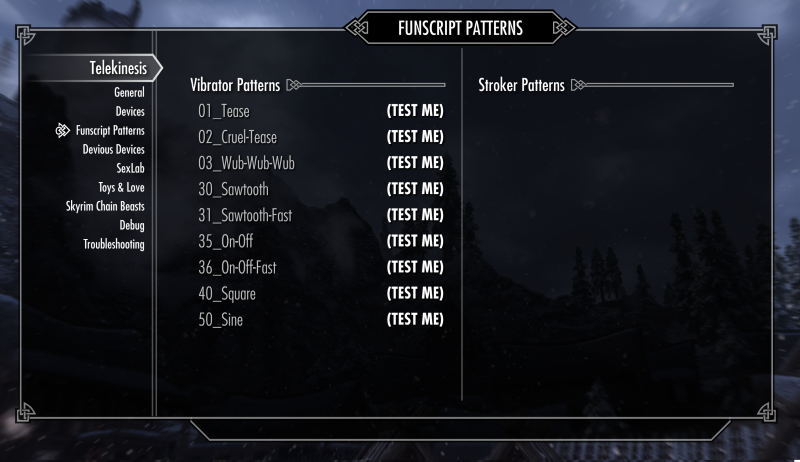 FUNSCRIPT PATTERNS
Telekinesis
General
Devices
Funscript Patterns
Devious Devices
SexLab
Toys & Love
Skyrim Chain Beasts
Debug
Troubleshooting
Vibrator Patterns
01_Tease (TEST ME)
02_Cruel-Tease (TEST ME)
03_Wub-Wub-Wub (TEST ME)
30_Sawtooth (TEST ME)
31_Sawtooth-Fast (TEST ME)
35_On-Off (TEST ME)
36_On-Off-Fast (TEST ME)
40_Square (TEST ME)
50_Sine (TEST ME)
Stroker Patterns